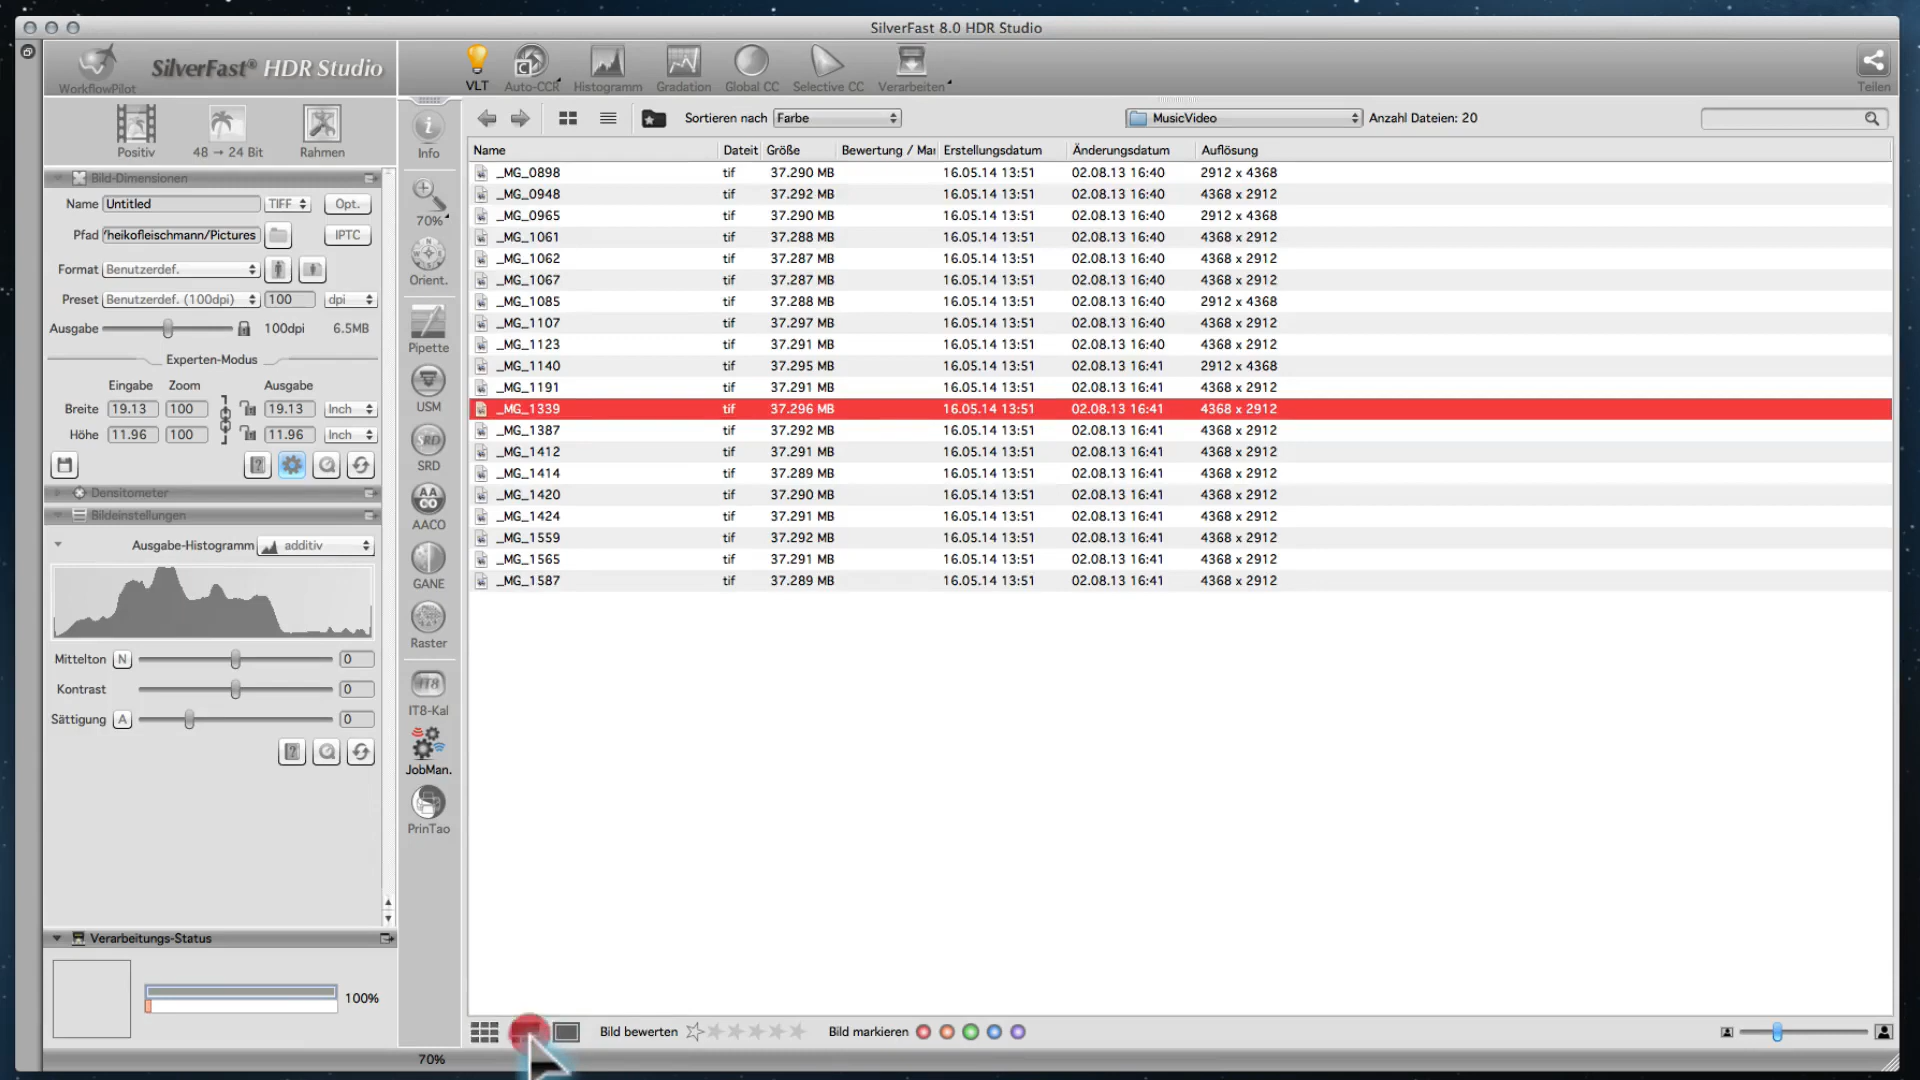 SilverFast 8.0 HDR Studio
WorkflowPilot
SilverFast® HDR Studio
VLT
Auto-CCR
Histogramm
Gradation
Global CC
Selective CC
Verarbeiten
Teilen
Positiv
48 → 24 Bit
Rahmen
Info
Sortieren nach Farbe
MusicVideo
Anzahl Dateien: 20
Bild-Dimensionen
Name Untitled TIFF Opt.
Pfad 'heikofleischmann/Pictures IPTC
Format Benutzerdef.
Preset Benutzerdef. (100dpi) 100 dpi
Ausgabe 100dpi 6.5MB
Experten-Modus
Eingabe Zoom Ausgabe
Breite 19.13 100 19.13 Inch
Höhe 11.96 100 11.96 Inch
Densitometer
Bildeinstellungen
Ausgabe-Histogramm additiv
Mittelton N 0
Kontrast 0
Sättigung A 0
Verarbeitungs-Status
100%
70%
Orient.
Pipette
USM
SRD
SRD
AA
CO
AACO
GANE
Raster
IT8
IT8-Kal
JobMan.
PrinTao
Name Dateit Größe Bewertung / Mar Erstellungsdatum Änderungsdatum Auflösung
_MG_0898 tif 37.290 MB 16.05.14 13:51 02.08.13 16:40 2912 x 4368
_MG_0948 tif 37.292 MB 16.05.14 13:51 02.08.13 16:40 4368 x 2912
_MG_0965 tif 37.290 MB 16.05.14 13:51 02.08.13 16:40 2912 x 4368
_MG_1061 tif 37.288 MB 16.05.14 13:51 02.08.13 16:40 4368 x 2912
_MG_1062 tif 37.287 MB 16.05.14 13:51 02.08.13 16:40 4368 x 2912
_MG_1067 tif 37.287 MB 16.05.14 13:51 02.08.13 16:40 4368 x 2912
_MG_1085 tif 37.288 MB 16.05.14 13:51 02.08.13 16:40 2912 x 4368
_MG_1107 tif 37.297 MB 16.05.14 13:51 02.08.13 16:40 4368 x 2912
_MG_1123 tif 37.291 MB 16.05.14 13:51 02.08.13 16:40 4368 x 2912
_MG_1140 tif 37.295 MB 16.05.14 13:51 02.08.13 16:41 2912 x 4368
_MG_1191 tif 37.291 MB 16.05.14 13:51 02.08.13 16:41 4368 x 2912
_MG_1339 tif 37.296 MB 16.05.14 13:51 02.08.13 16:41 4368 x 2912
_MG_1387 tif 37.292 MB 16.05.14 13:51 02.08.13 16:41 4368 x 2912
_MG_1412 tif 37.291 MB 16.05.14 13:51 02.08.13 16:41 4368 x 2912
_MG_1414 tif 37.289 MB 16.05.14 13:51 02.08.13 16:41 4368 x 2912
_MG_1420 tif 37.290 MB 16.05.14 13:51 02.08.13 16:41 4368 x 2912
_MG_1424 tif 37.291 MB 16.05.14 13:51 02.08.13 16:41 4368 x 2912
_MG_1559 tif 37.292 MB 16.05.14 13:51 02.08.13 16:41 4368 x 2912
_MG_1565 tif 37.291 MB 16.05.14 13:51 02.08.13 16:41 4368 x 2912
_MG_1587 tif 37.289 MB 16.05.14 13:51 02.08.13 16:41 4368 x 2912
Bild bewerten
Bild markieren
70%